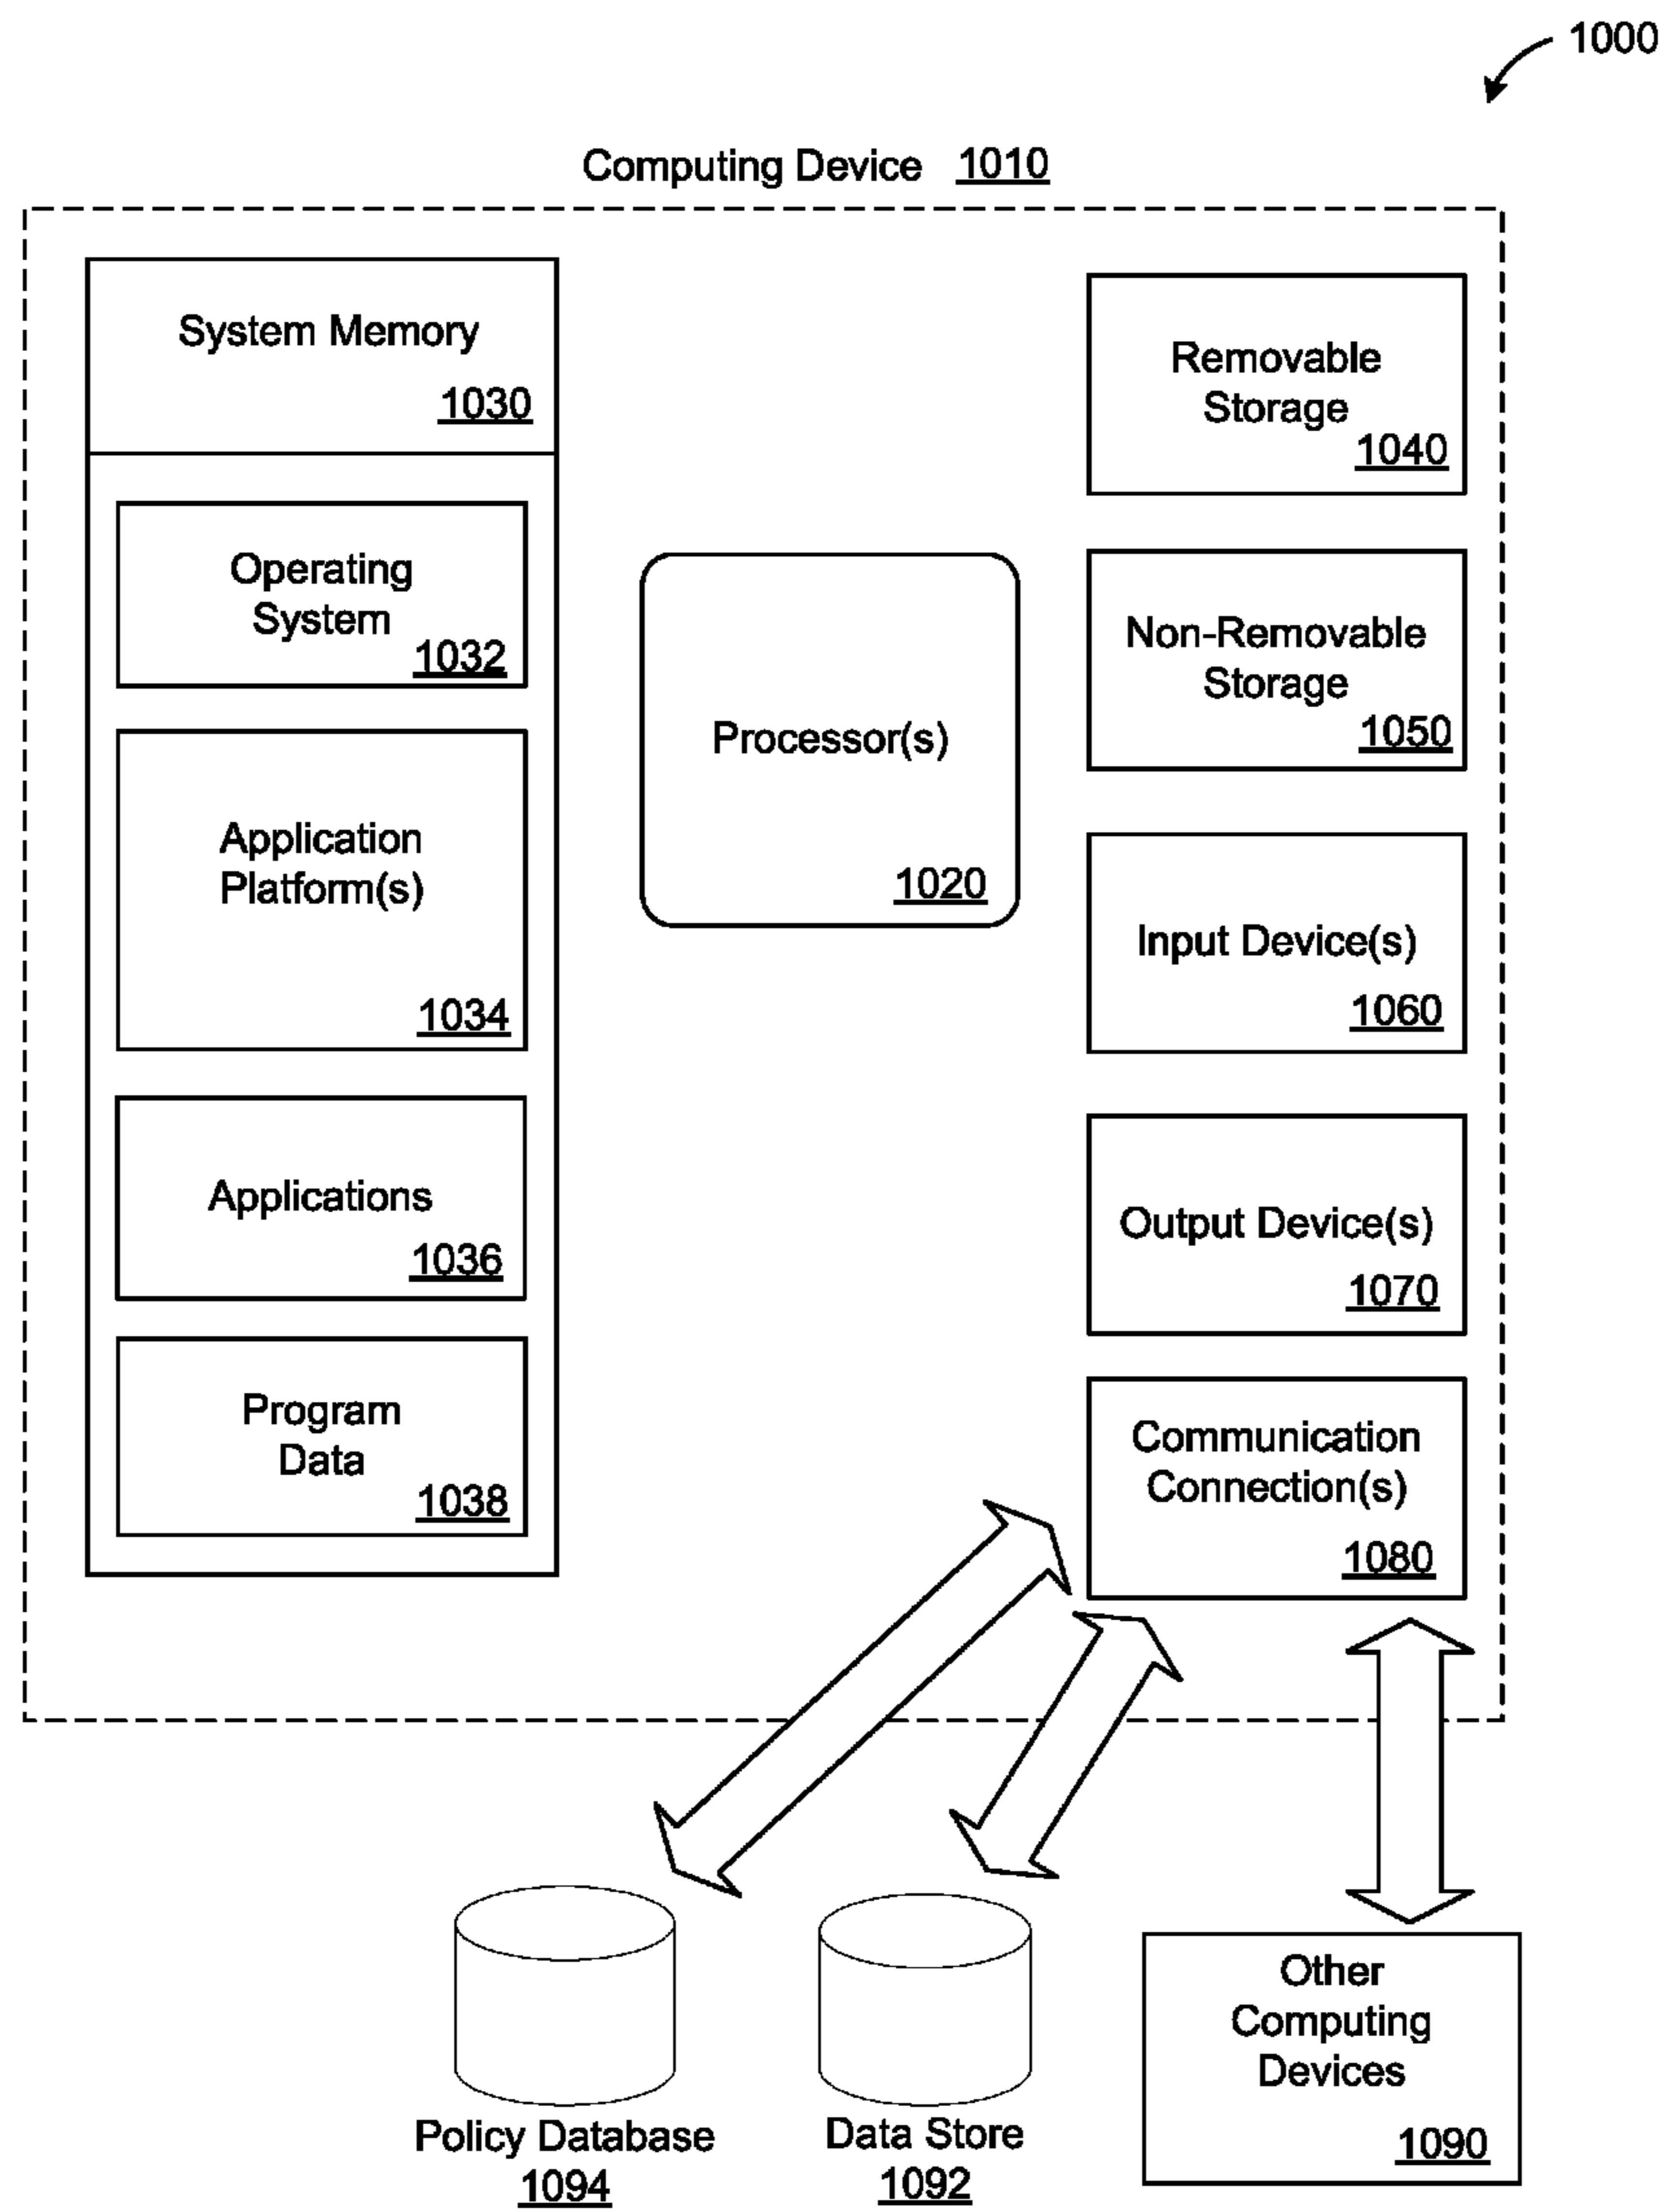 1000
Computing Device 1010
System Memory
1030
Operating
System
1032
Application
Platform(s)
1034
Applications
1036
Program
Data
1038
Processor(s)
1020
Removable
Storage
1040
Non-Removable
Storage
1050
Input Device(s)
1060
Output Device(s)
1070
Communication
Connection(s)
1080
Policy Database
1094
Data Store
1092
Other
Computing
Devices
1090